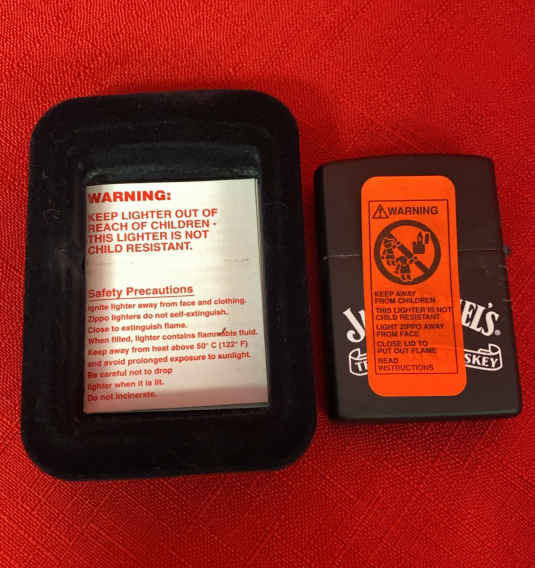 WARNING:
KEEP LIGHTER OUT OF
REACH OF CHILDREN -
THIS LIGHTER IS NOT
CHILD RESISTANT.
Safety Precautions
Ignite lighter away from face and clothing.
Zippo lighters do not self-extinguish.
Close to extinguish flame.
When filled, lighter contains flammable fluid.
Keep away from heat above 50° C (122° F)
and avoid prolonged exposure to sunlight.
Be careful not to drop
lighter when it is lit.
Do not incinerate.
WARNING
KEEP AWAY
FROM CHILDREN
THIS LIGHTER IS NOT
CHILD RESISTANT
LIGHT ZIPPO AWAY
FROM FACE
CLOSE LID TO
PUT OUT FLAME
READ
INSTRUCTIONS